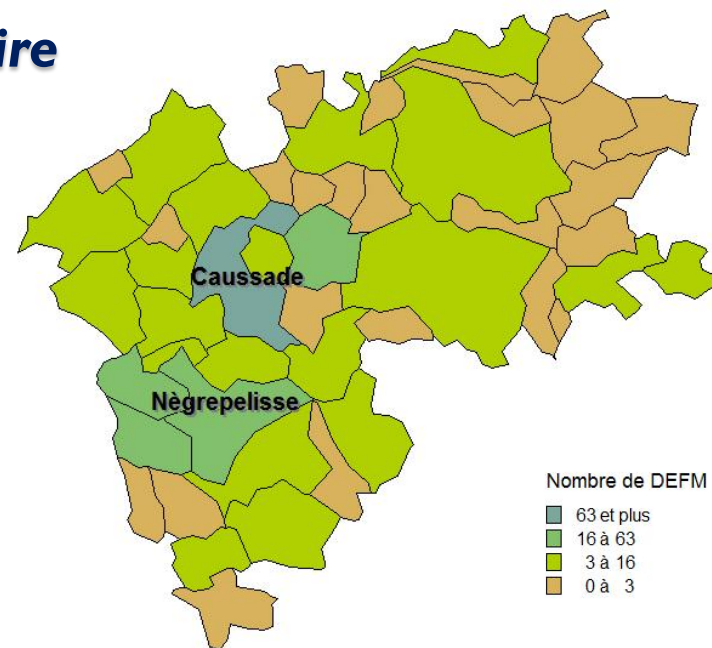 ire
Caussade
Nègrepelisse
Nombre de DEFM
63 et plus
16 à 63
3 à 16
0 à 3